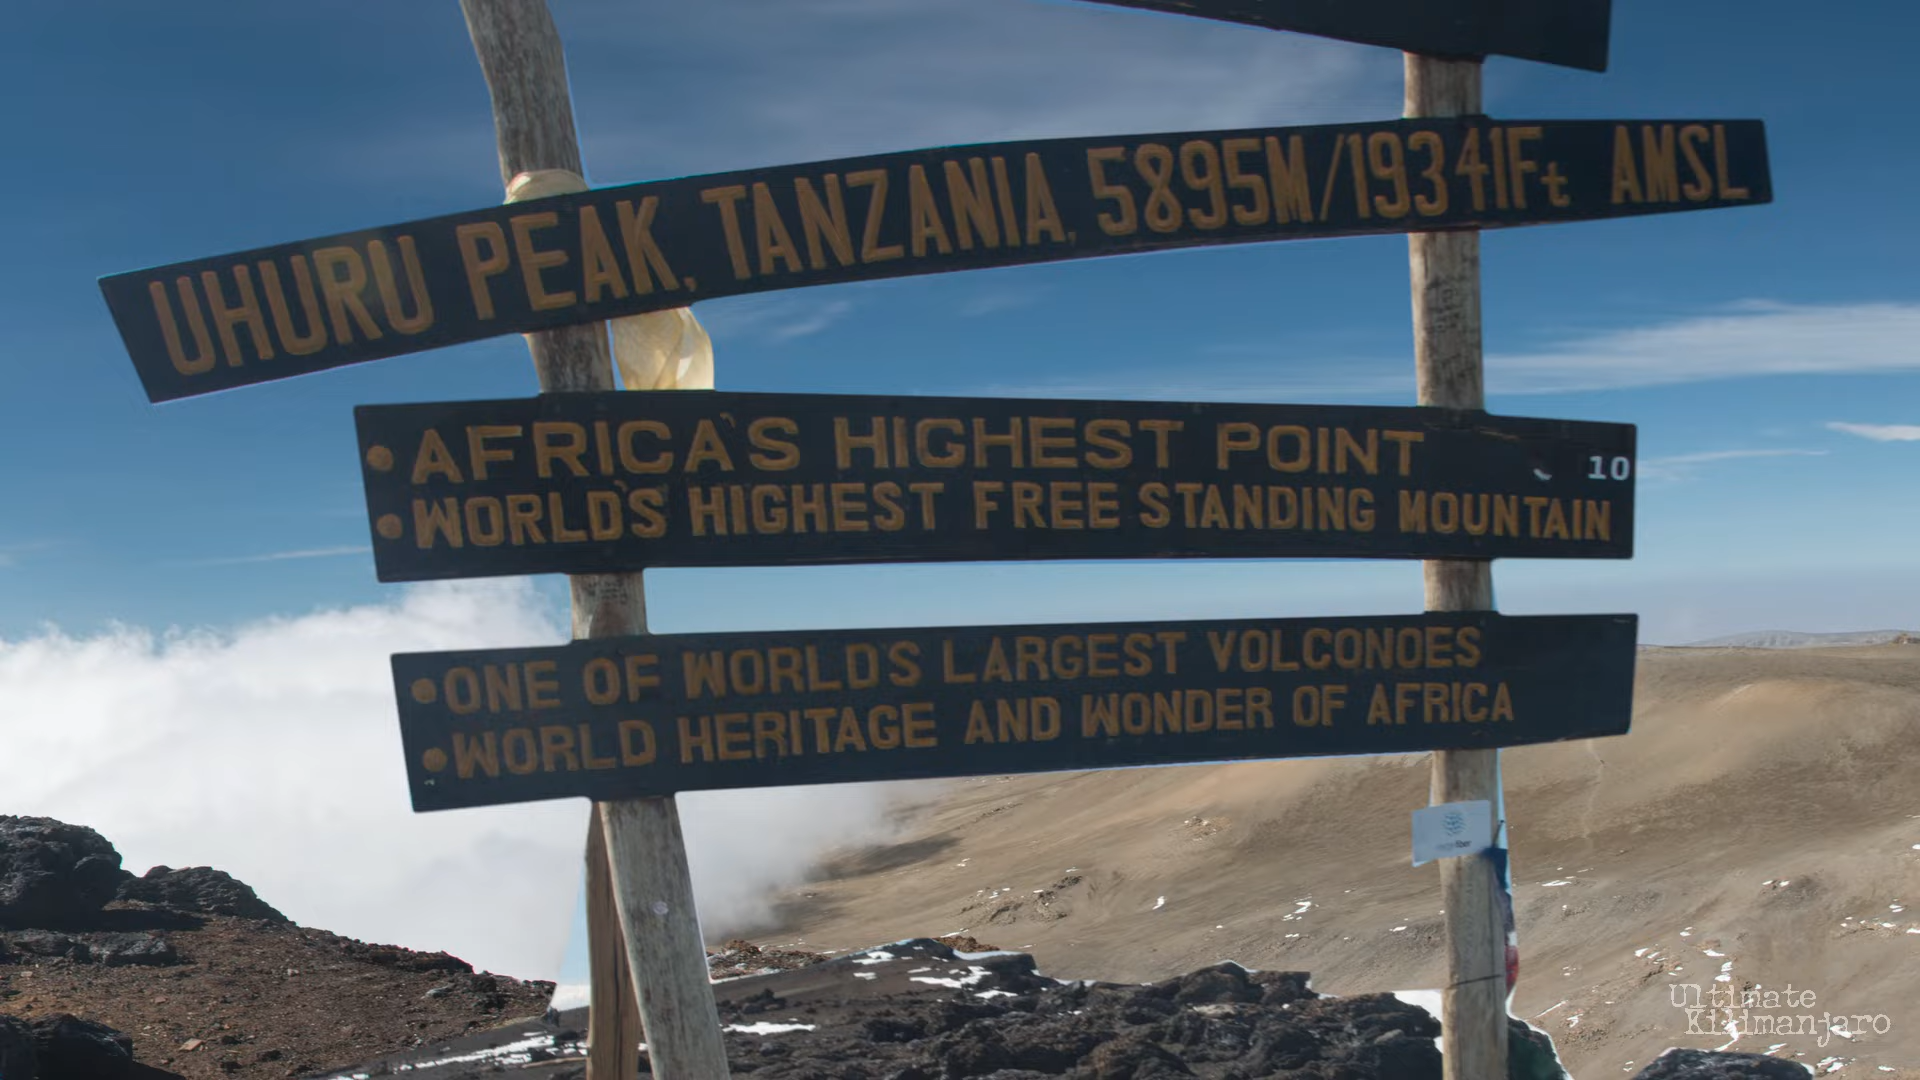 UHURU PEAK, TANZANIA, 5895M/19341Ft AMSL
• AFRICA'S HIGHEST POINT
10
• WORLD'S HIGHEST FREE STANDING MOUNTAIN
• ONE OF WORLD'S LARGEST VOLCONOES
• WORLD HERITAGE AND WONDER OF AFRICA
Ultimate
Kilimanjaro